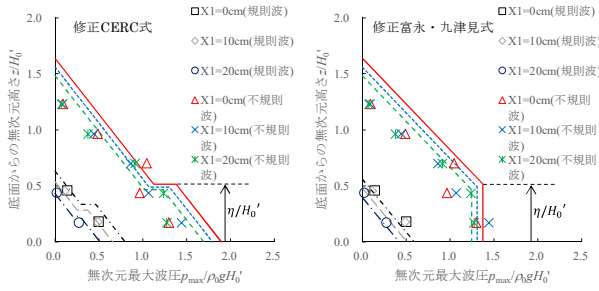 修正CERC式
X1=0cm(規則波)
X1=10cm(規則波)
X1=20cm(規則波)
X1=0cm(不規則
波)
X1=10cm(不規則
波)
X1=20cm(不規則
波)
底面からの無次元高さz/H₀'
2.0
1.5
1.0
0.5
0.0
η/H₀'
0.0 0.5 1.0 1.5 2.0 2.5
無次元最大波圧p_max/ρ₀gH₀'
修正富永・九津見式
X1=0cm(規則波)
X1=10cm(規則波)
X1=20cm(規則波)
X1=0cm(不規則
波)
X1=10cm(不規則
波)
X1=20cm(不規則
波)
底面からの無次元高さz/H₀'
2.0
1.5
1.0
0.5
0.0
η/H₀'
0.0 0.5 1.0 1.5 2.0 2.5
無次元最大波圧p_max/ρ₀gH₀'